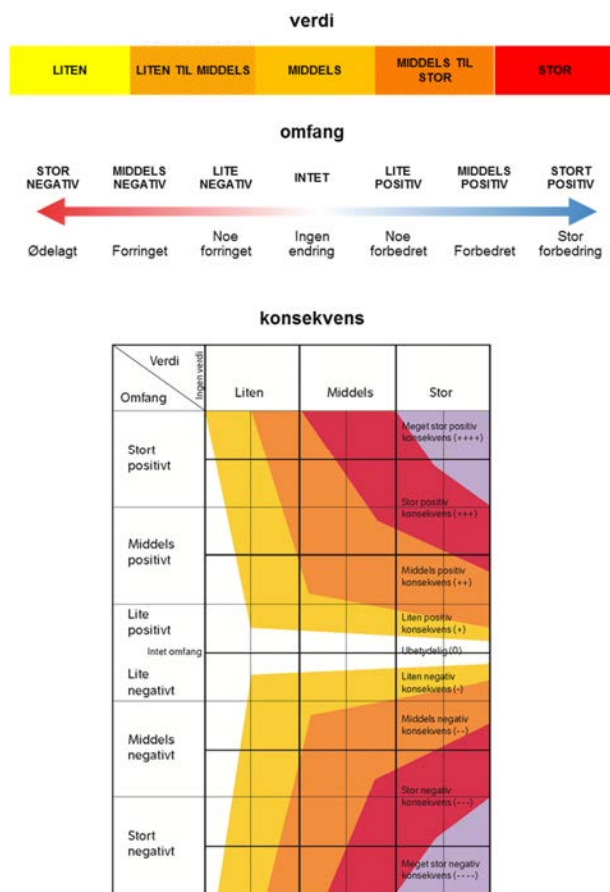 verdi
LITEN
LITEN TIL MIDDELS
MIDDELS
MIDDELS TIL
STOR
STOR
omfang
STOR
NEGATIV
MIDDELS
NEGATIV
LITE
NEGATIV
INTET
LITE
POSITIV
MIDDELS
POSITIV
STORT
POSITIV
Ødelagt
Forringet
Noe
forringet
Ingen
endring
Noe
forbedret
Forbedret
Stor
forbedring
konsekvens
Verdi
Omfang
Ingen verdi
Liten
Middels
Stor
Stort
positivt
Meget stor positiv
konsekvens (++++)
Stor positiv
konsekvens (+++)
Middels
positivt
Middels positiv
konsekvens (++)
Lite
positivt
Liten positiv
konsekvens (+)
Intet omfang
Ubetydelig (0)
Lite
negativt
Liten negativ
konsekvens (-)
Middels negativ
konsekvens (--)
Middels
negativt
Stor negativ
konsekvens (---)
Stort
negativt
Meget stor negativ
konsekvens (----)